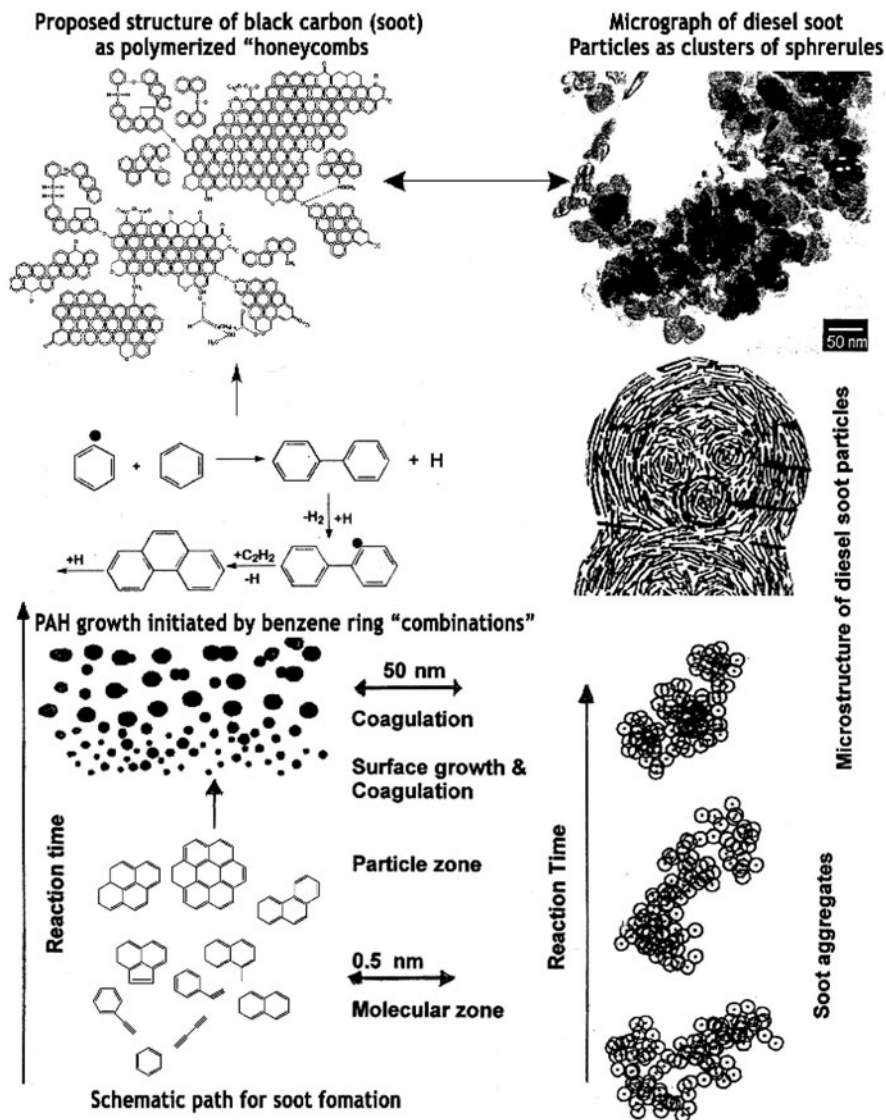 Proposed structure of black carbon (soot)
as polymerized "honeycombs
Micrograph of diesel soot
Particles as clusters of sphrerules
50 nm
+
+ H
-H₂
+H
+H
+C₂H₂
-H
PAH growth initiated by benzene ring "combinations"
50 nm
Coagulation
Surface growth &
Coagulation
Particle zone
0.5 nm
Molecular zone
Reaction time
Schematic path for soot fomation
Reaction Time
Microstructure of diesel soot particles
Soot aggregates